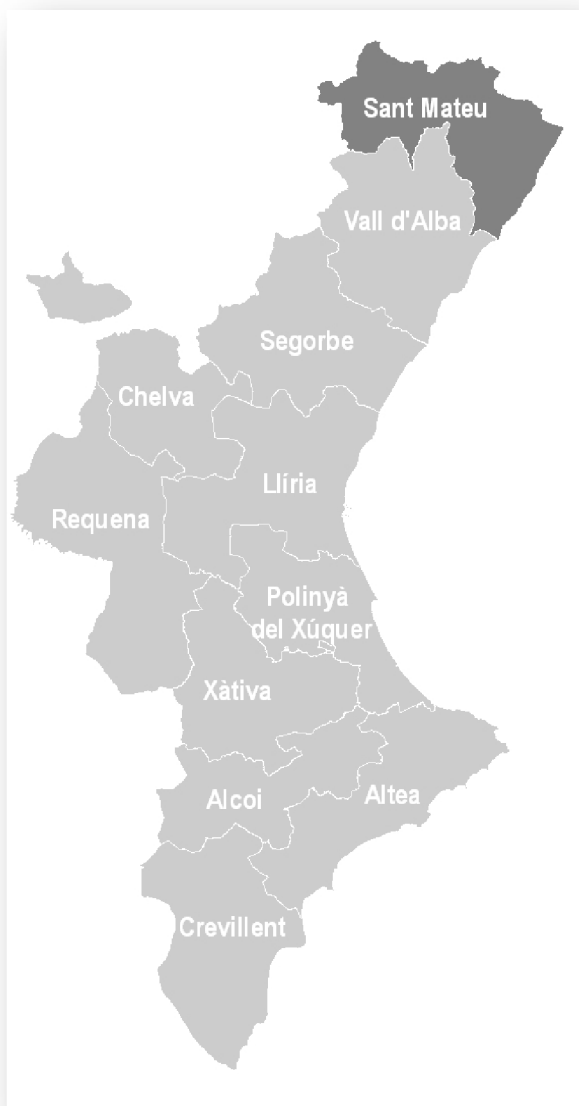 Sant Mateu
Vall d'Alba
Segorbe
Chelva
Llíria
Requena
Polinyà
del Xúquer
Xàtiva
Alcoi
Altea
Crevillent